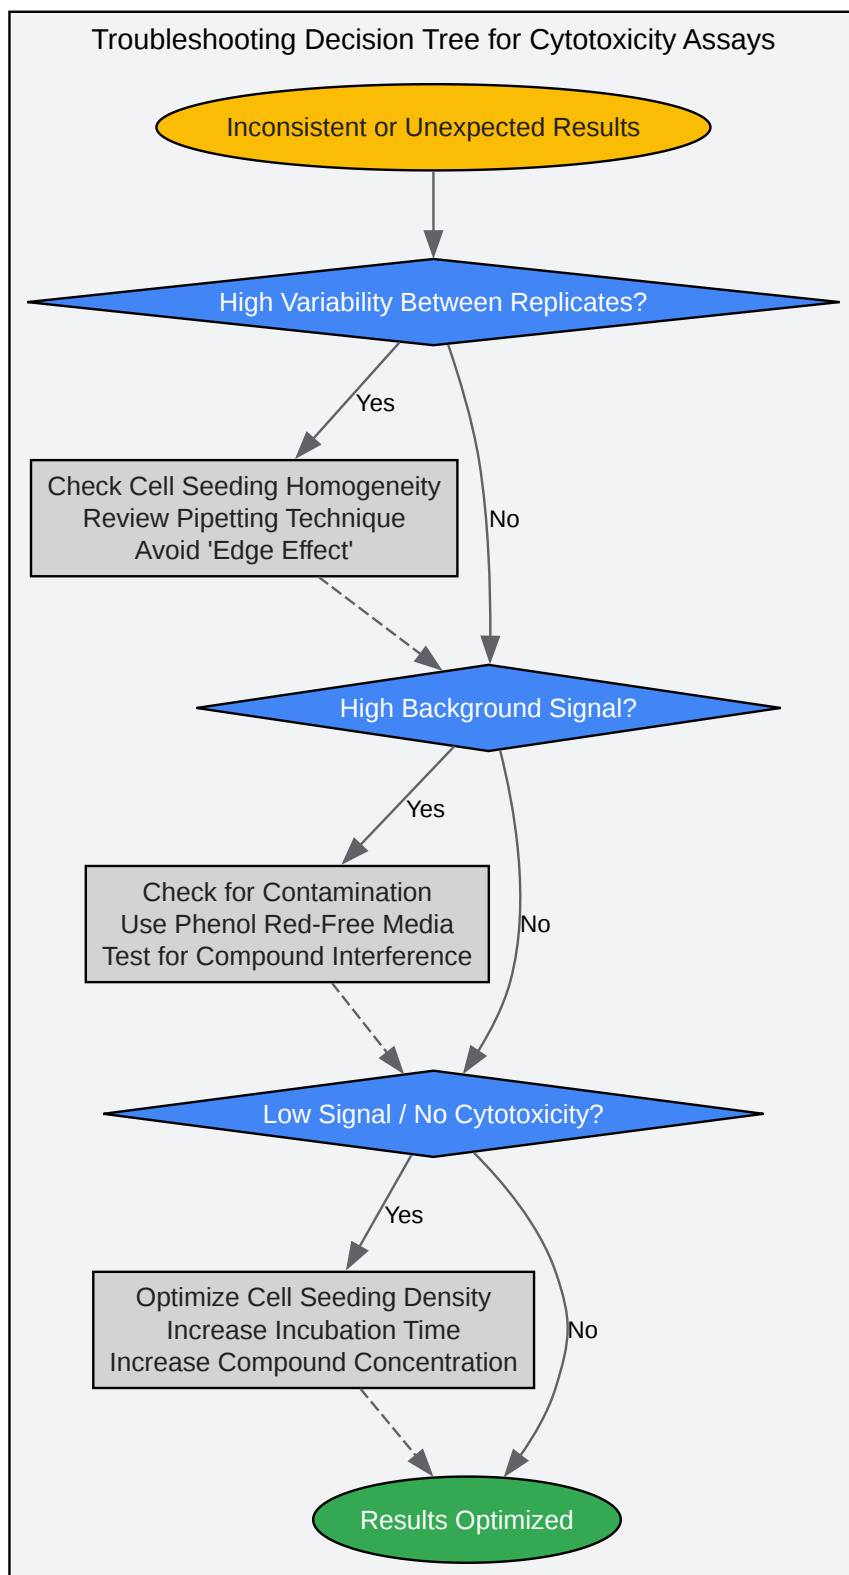 Troubleshooting Decision Tree for Cytotoxicity Assays
Inconsistent or Unexpected Results
High Variability Between Replicates?
Yes
Check Cell Seeding Homogeneity
Review Pipetting Technique
Avoid 'Edge Effect'
No
High Background Signal?
Yes
Check for Contamination
Use Phenol Red-Free Media
Test for Compound Interference
No
Low Signal / No Cytotoxicity?
Yes
Optimize Cell Seeding Density
Increase Incubation Time
Increase Compound Concentration
No
Results Optimized